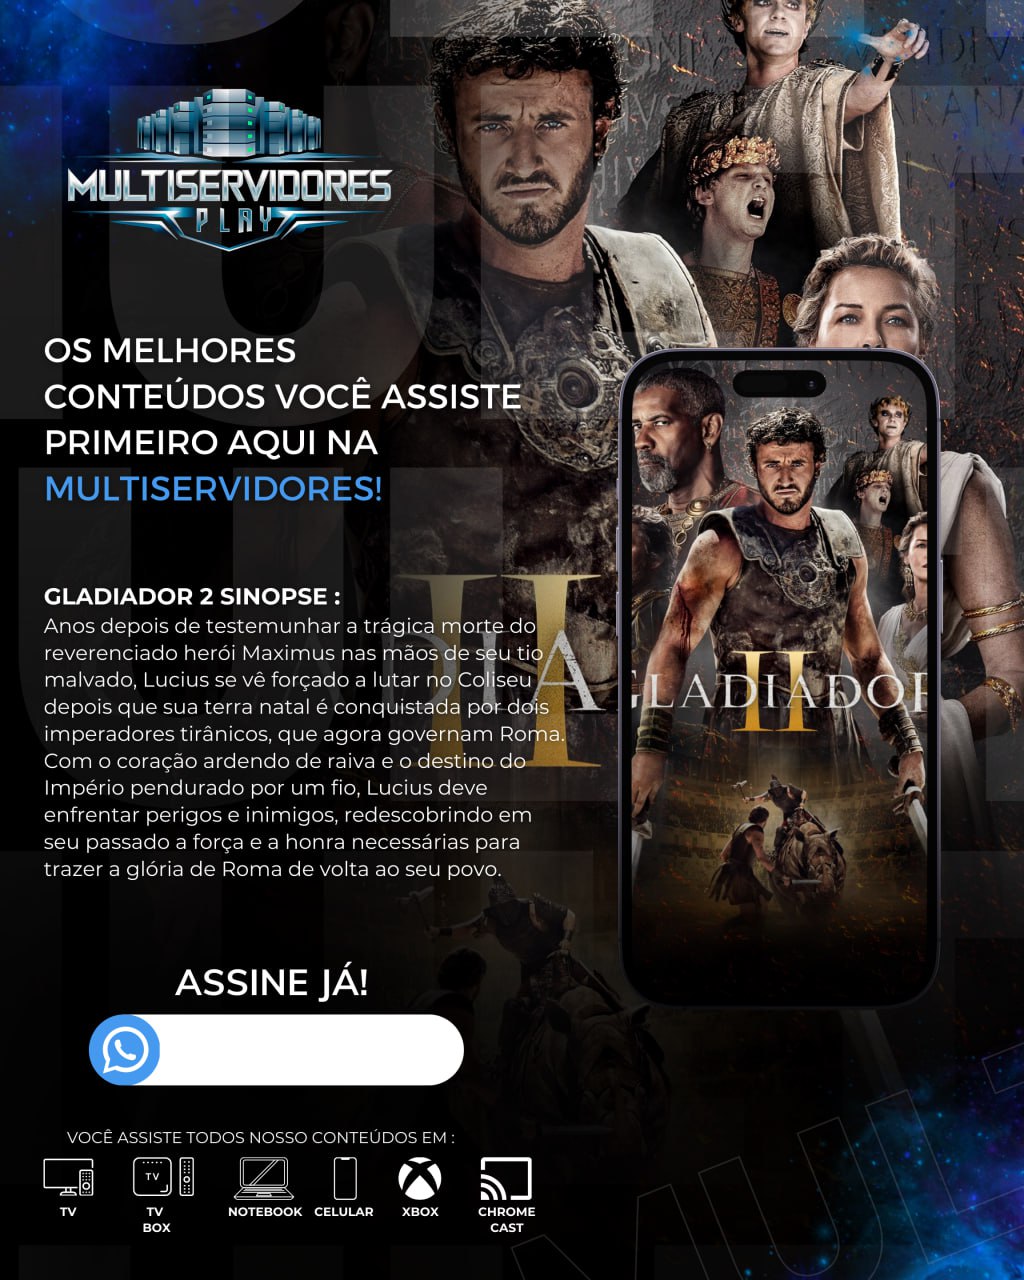 MULTISERVIDORES
PLAY
OS MELHORES
CONTEÚDOS VOCÊ ASSISTE
PRIMEIRO AQUI NA
MULTISERVIDORES!
GLADIADOR 2 SINOPSE :
Anos depois de testemunhar a trágica morte do
reverenciado herói Maximus nas mãos de seu tio
malvado, Lucius se vê forçado a lutar no Coliseu
depois que sua terra natal é conquistada por dois
imperadores tirânicos, que agora governam Roma.
Com o coração ardendo de raiva e o destino do
Império pendurado por um fio, Lucius deve
enfrentar perigos e inimigos, redescobrindo em
seu passado a força e a honra necessárias para
trazer a glória de Roma de volta ao seu povo.
GLADIADOR
II
II
DIA
ASSINE JÁ!
VOCÊ ASSISTE TODOS NOSSO CONTEÚDOS EM :
TV
TV
TV
BOX
NOTEBOOK
CELULAR
XBOX
CHROME
CAST
MULT